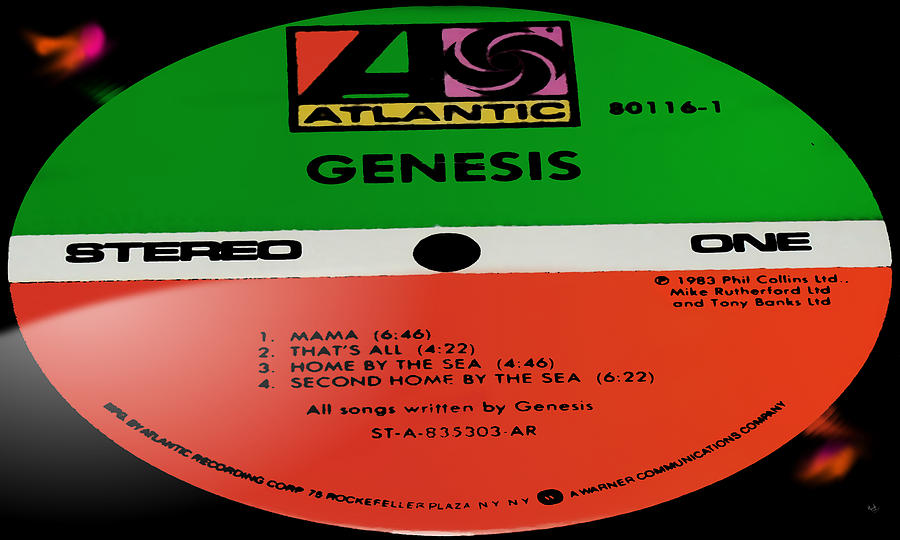 ATLANTIC
80116-1
GENESIS
STEREO
ONE
℗ 1983 Phil Collins Ltd..
Mike Rutherford Ltd
and Tony Banks Ltd
1. MAMA (6:46)
2. THAT'S ALL (4:22)
3. HOME BY THE SEA (4:46)
4. SECOND HOME BY THE SEA (6:22)
All songs written by Genesis
ST-A-835303-AR
MFG. BY ATLANTIC RECORDING CORP 75 ROCKEFELLER PLAZA NY NY A WARNER COMMUNICATIONS COMPANY